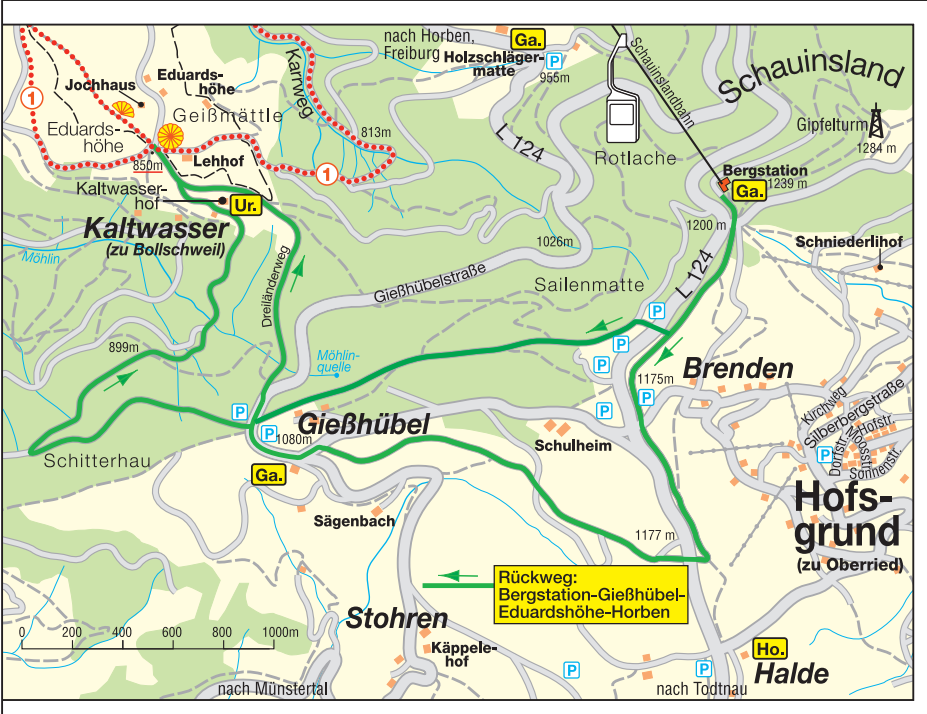 nach Horben,
Freiburg
Ga.
Holzschläger-
matte
P
955m
Schauinslandbahn
Schauinsland
Karrweg
Jochhaus
Eduards-
höhe
1
Geißmättle
Eduards-
höhe
813m
L 124
Rotlache
Gipfelturm
1284 m
Lehhof
850m
1
Bergstation
1239 m
Ga.
Kaltwasser-
hof
Ur.
Kaltwasser
(zu Bollschweil)
Möhlin
1200 m
1026m
Schniederlihof
Dreiländerweg
Gießhübelstraße
Sailenmatte
L 124
P
899m
Möhlin-
quelle
P
P
Brenden
1175m
P
P
P
Kirchweg
Silberbergstraße
Gießhübel
P
1080m
Schulheim
Hofstr.
Moosstr.
Dorfstr.
Sonnenstr.
P
Schitterhau
Ga.
Hofs-
grund
(zu Oberried)
Sägenbach
1177 m
Rückweg:
Bergstation-Gießhübel-
Eduardshöhe-Horben
Stohren
0 200 400 600 800 1000m
Käppele-
hof
Ho.
P
P
Halde
nach Münstertal
nach Todtnau